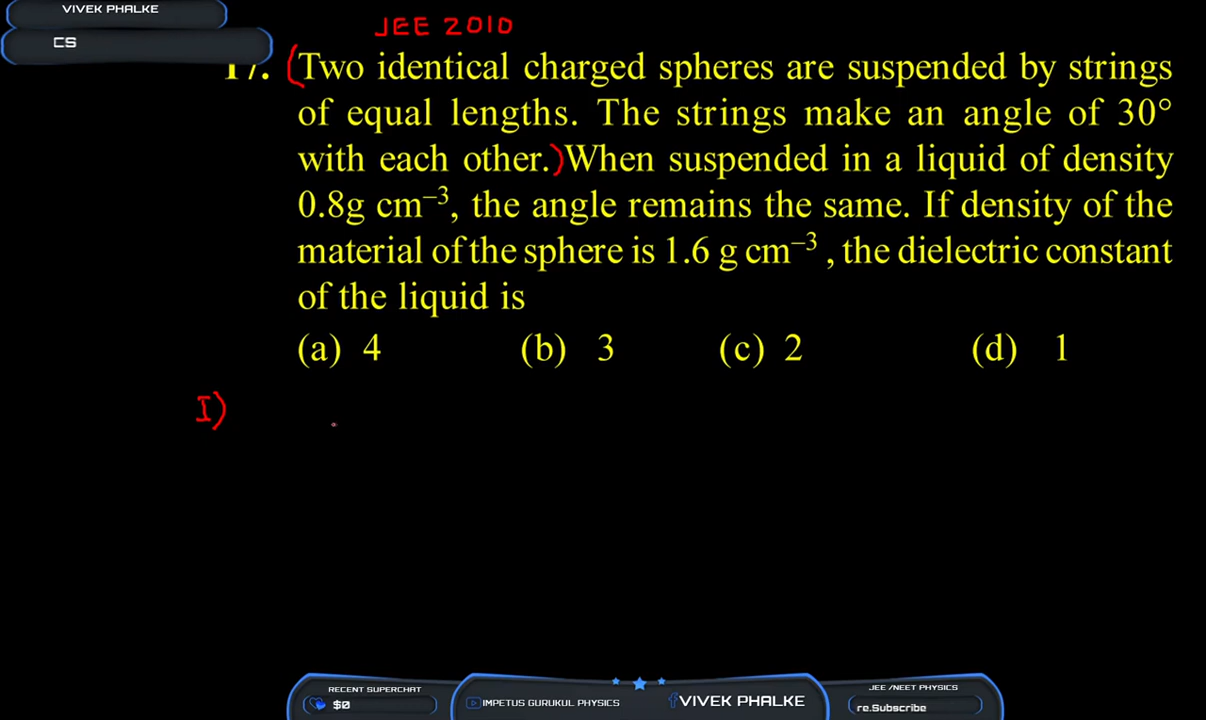 VIVEK PHALKE
CS
JEE 2010
17. (Two identical charged spheres are suspended by strings
of equal lengths. The strings make an angle of 30°
with each other.) When suspended in a liquid of density
0.8g cm⁻³, the angle remains the same. If density of the
material of the sphere is 1.6 g cm⁻³ , the dielectric constant
of the liquid is
(a) 4 (b) 3 (c) 2 (d) 1
I)
RECENT SUPERCHAT
$0
IMPETUS GURUKUL PHYSICS
VIVEK PHALKE
JEE /NEET PHYSICS
re.Subscribe